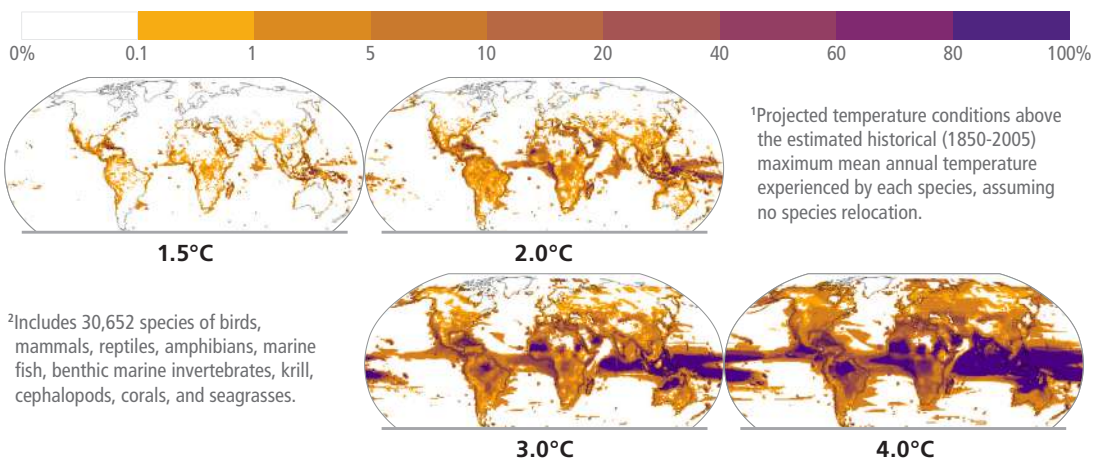 0% 0.1 1 5 10 20 40 60 80 100%
¹Projected temperature conditions above
the estimated historical (1850-2005)
maximum mean annual temperature
experienced by each species, assuming
no species relocation.
1.5°C 2.0°C
²Includes 30,652 species of birds,
mammals, reptiles, amphibians, marine
fish, benthic marine invertebrates, krill,
cephalopods, corals, and seagrasses.
3.0°C 4.0°C